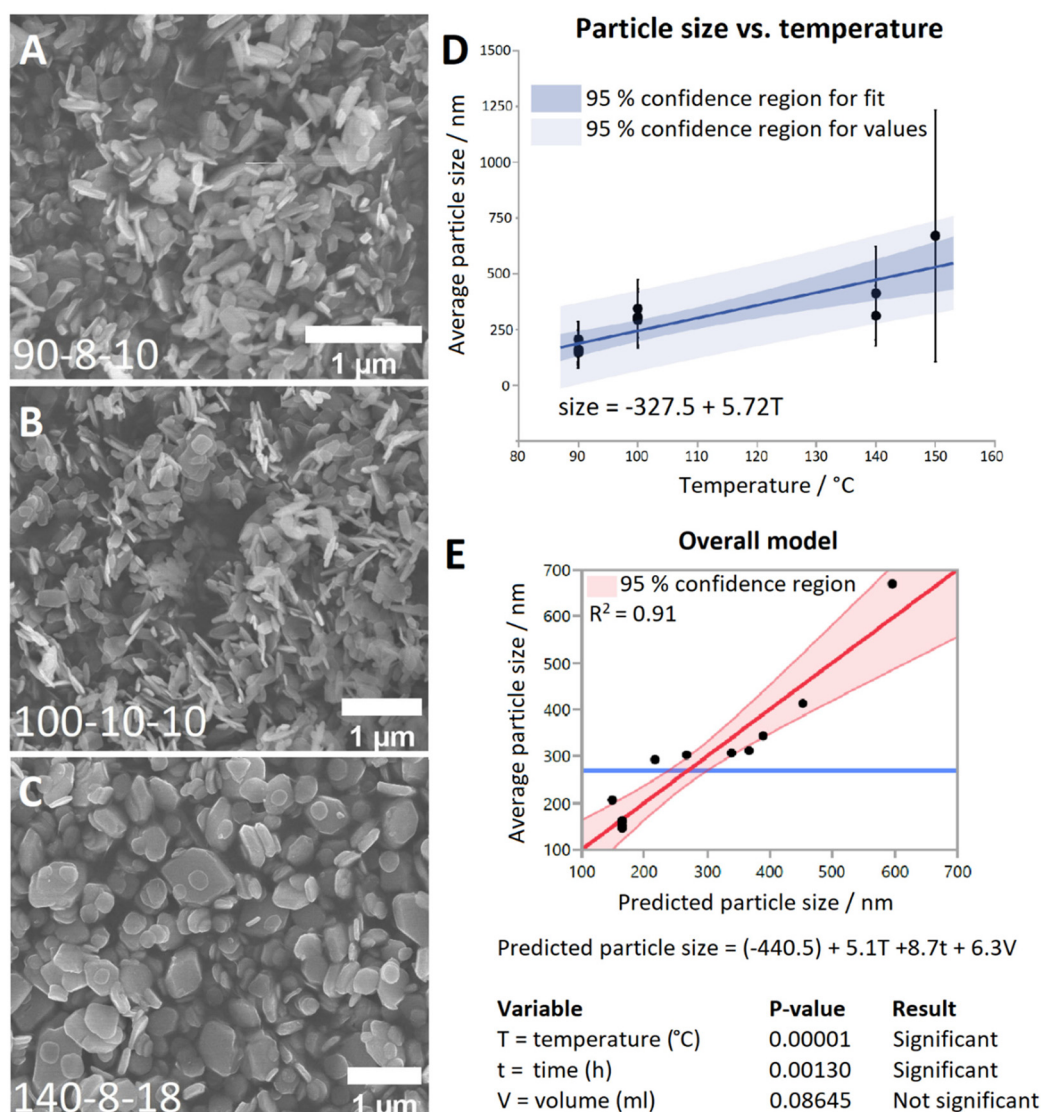 A
1 µm
90-8-10
B
1 µm
100-10-10
C
1 µm
140-8-18
D
Particle size vs. temperature
Average particle size / nm
1500
1250
1000
750
500
250
0
95 % confidence region for fit
95 % confidence region for values
size = -327.5 + 5.72T
80 90 100 110 120 130 140 150 160
Temperature / °C
E
Overall model
Average particle size / nm
700
600
500
400
300
200
100
95 % confidence region
R² = 0.91
100 200 300 400 500 600 700
Predicted particle size / nm
Predicted particle size = (-440.5) + 5.1T +8.7t + 6.3V
Variable P-value Result
T = temperature (°C) 0.00001 Significant
t = time (h) 0.00130 Significant
V = volume (ml) 0.08645 Not significant